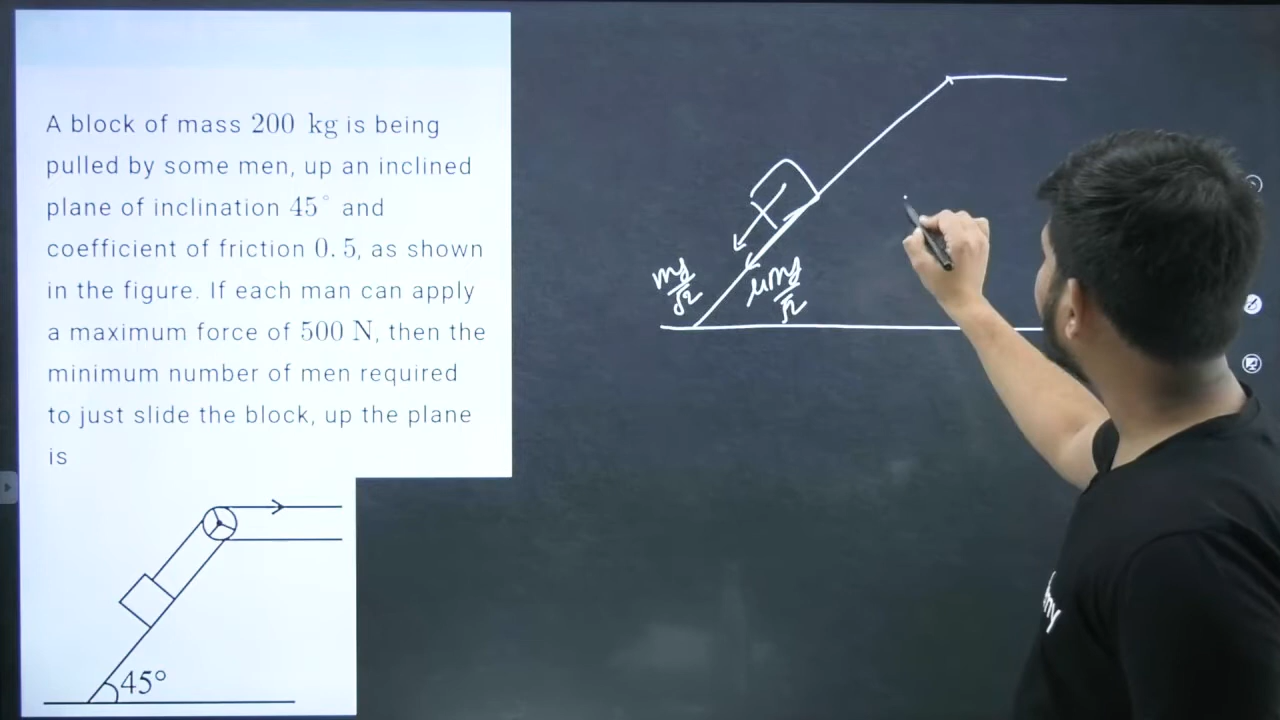 A block of mass 200 kg is being
pulled by some men, up an inclined
plane of inclination 45° and
coefficient of friction 0.5, as shown
in the figure. If each man can apply
a maximum force of 500 N, then the
minimum number of men required
to just slide the block, up the plane
is
45°
mg/√2
μmg/√2